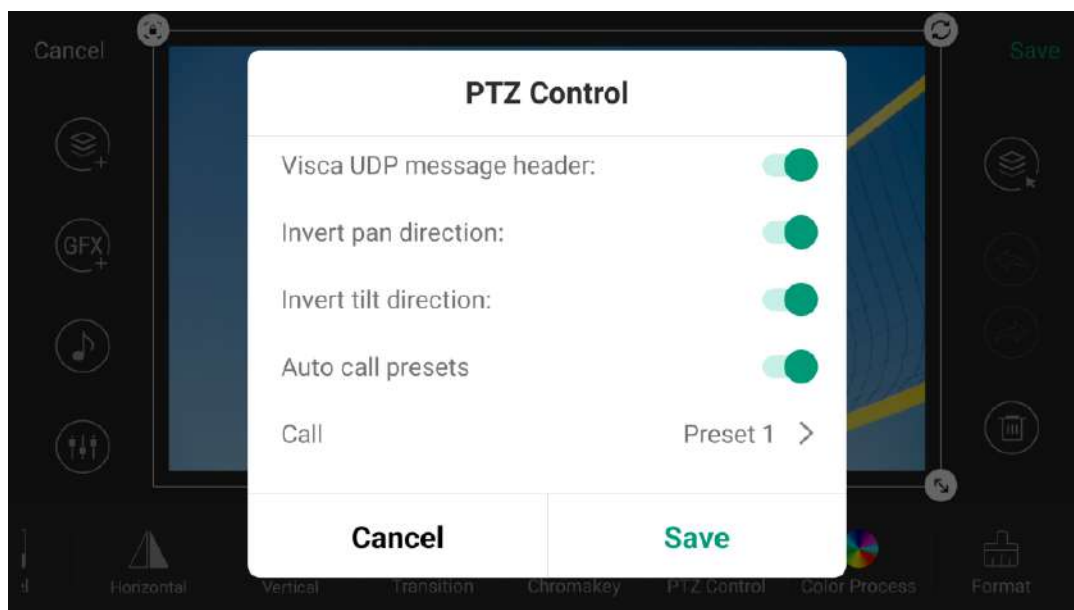 Cancel
Save
PTZ Control
Visca UDP message header:
Invert pan direction:
GFX
Invert tilt direction:
Auto call presets
Call
Preset 1
Cancel
Save
Horizontal
Vertical
Transition
Chromakey
PTZ Control
Color Process
Format